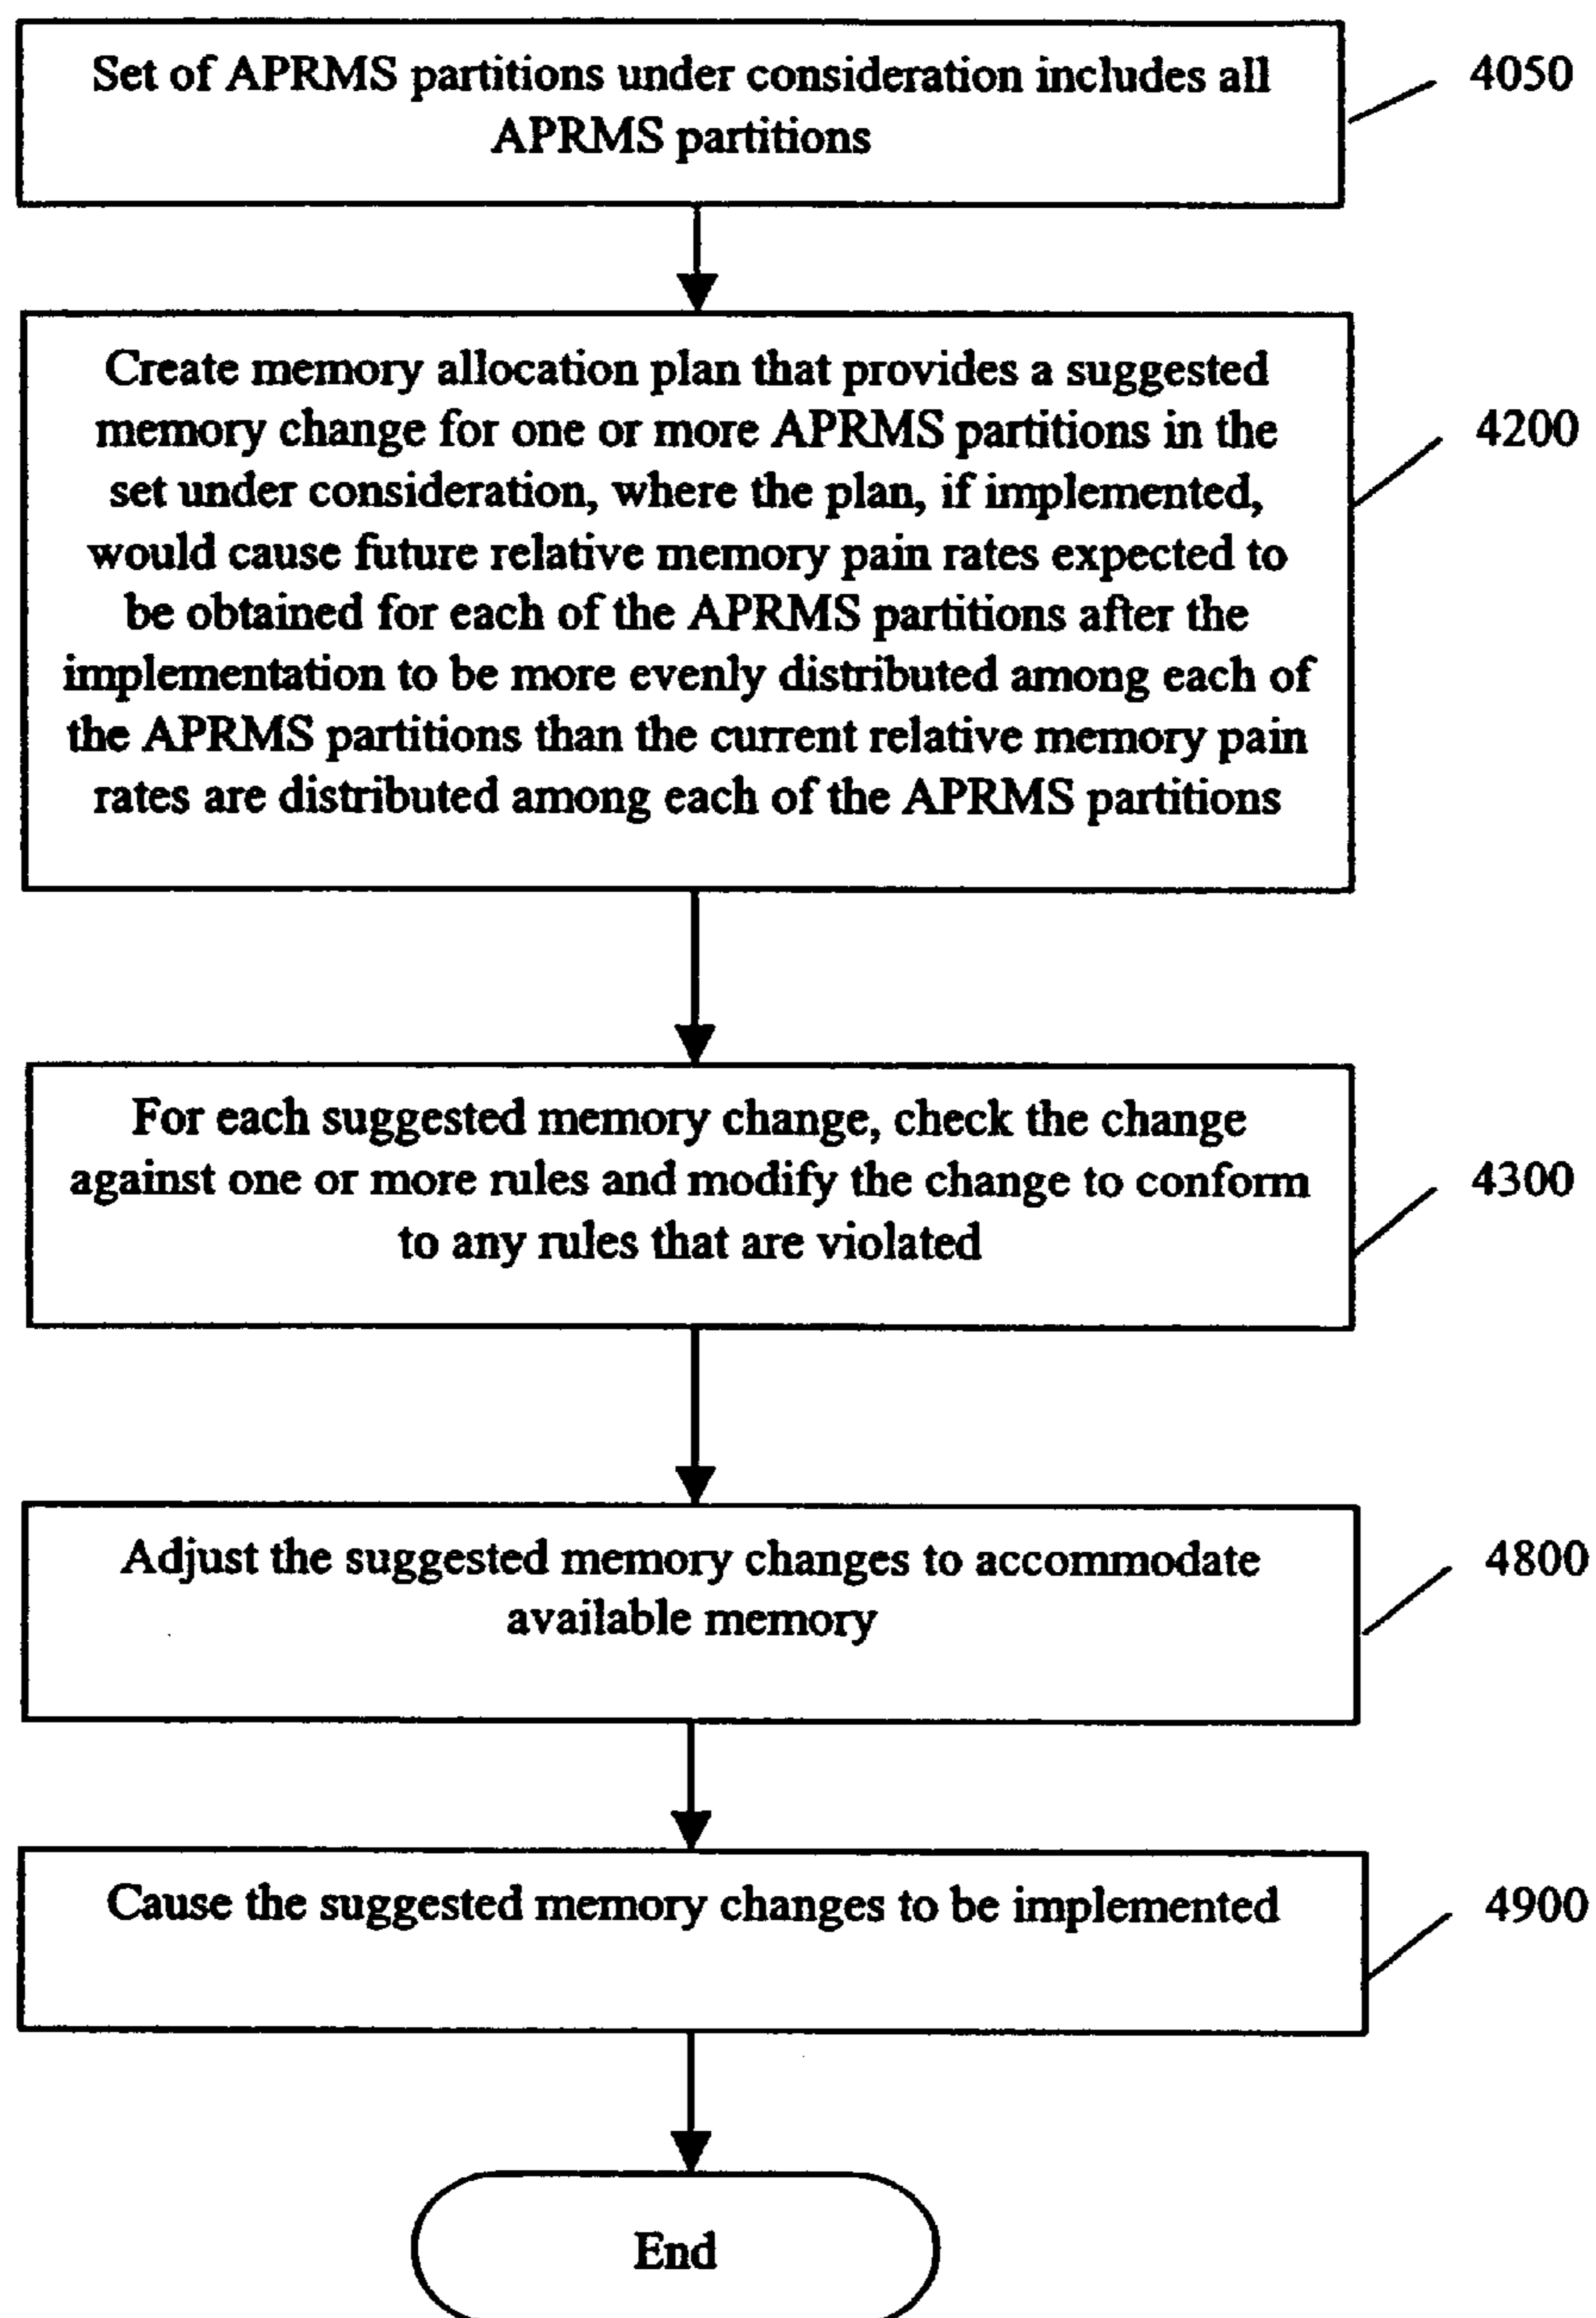 Set of APRMS partitions under consideration includes all
APRMS partitions
4050
Create memory allocation plan that provides a suggested
memory change for one or more APRMS partitions in the
set under consideration, where the plan, if implemented,
would cause future relative memory pain rates expected to
be obtained for each of the APRMS partitions after the
implementation to be more evenly distributed among each of
the APRMS partitions than the current relative memory pain
rates are distributed among each of the APRMS partitions
4200
For each suggested memory change, check the change
against one or more rules and modify the change to conform
to any rules that are violated
4300
Adjust the suggested memory changes to accommodate
available memory
4800
Cause the suggested memory changes to be implemented
4900
End